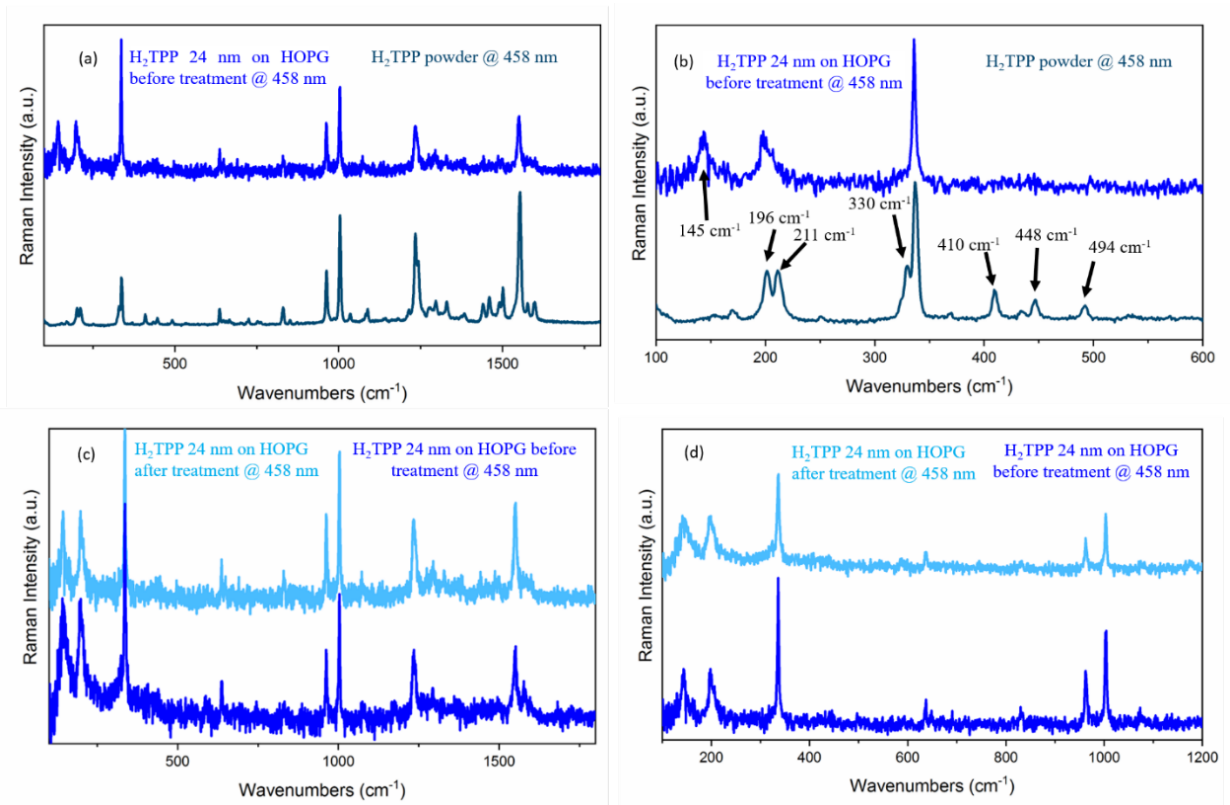 (a)
H₂TPP 24 nm on HOPG
before treatment @ 458 nm
H₂TPP powder @ 458 nm
Raman Intensity (a.u.)
500
1000
1500
Wavenumbers (cm⁻¹)
(b)
H₂TPP 24 nm on HOPG
before treatment @ 458 nm
H₂TPP powder @ 458 nm
Raman Intensity (a.u.)
145 cm⁻¹
196 cm⁻¹
211 cm⁻¹
330 cm⁻¹
410 cm⁻¹
448 cm⁻¹
494 cm⁻¹
100
200
300
400
500
600
Wavenumbers (cm⁻¹)
(c)
H₂TPP 24 nm on HOPG
after treatment @ 458 nm
H₂TPP 24 nm on HOPG before
treatment @ 458 nm
Raman Intensity (a.u.)
500
1000
1500
Wavenumbers (cm⁻¹)
(d)
H₂TPP 24 nm on HOPG
after treatment @ 458 nm
H₂TPP 24 nm on HOPG
before treatment @ 458 nm
Raman Intensity (a.u.)
200
400
600
800
1000
1200
Wavenumbers (cm⁻¹)